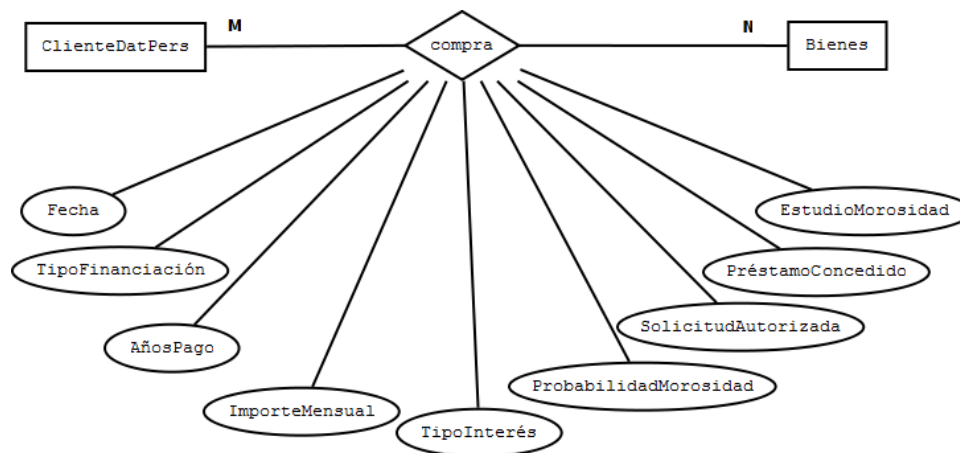 M
N
ClienteDatPers
compra
Bienes
Fecha
EstudioMorosidad
TipoFinanciación
PréstamoConcedido
SolicitudAutorizada
AñosPago
ProbabilidadMorosidad
ImporteMensual
TipoInterés